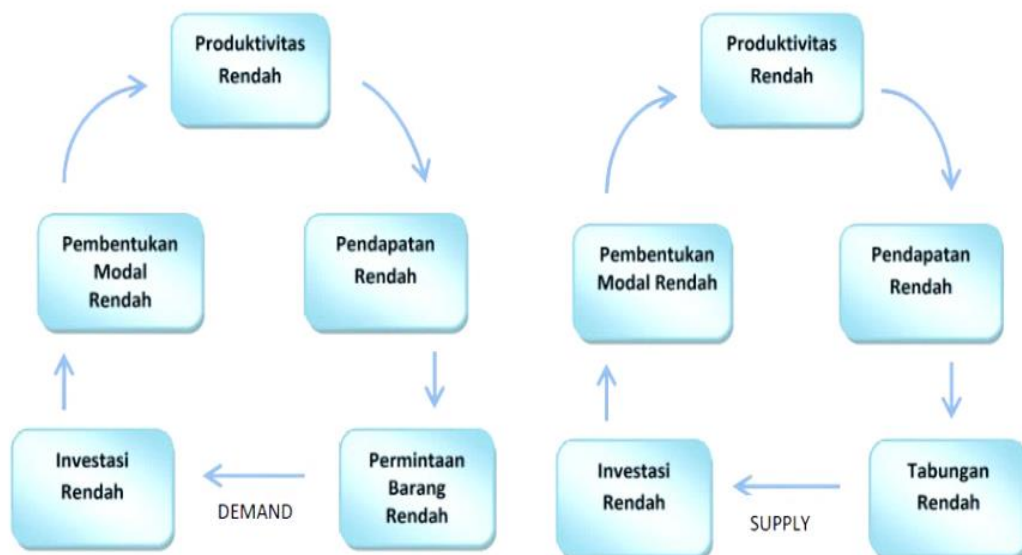 Produktivitas
Rendah
Pembentukan
Modal
Rendah
Pendapatan
Rendah
Investasi
Rendah
DEMAND
Permintaan
Barang
Rendah
Produktivitas
Rendah
Pembentukan
Modal Rendah
Pendapatan
Rendah
Investasi
Rendah
SUPPLY
Tabungan
Rendah